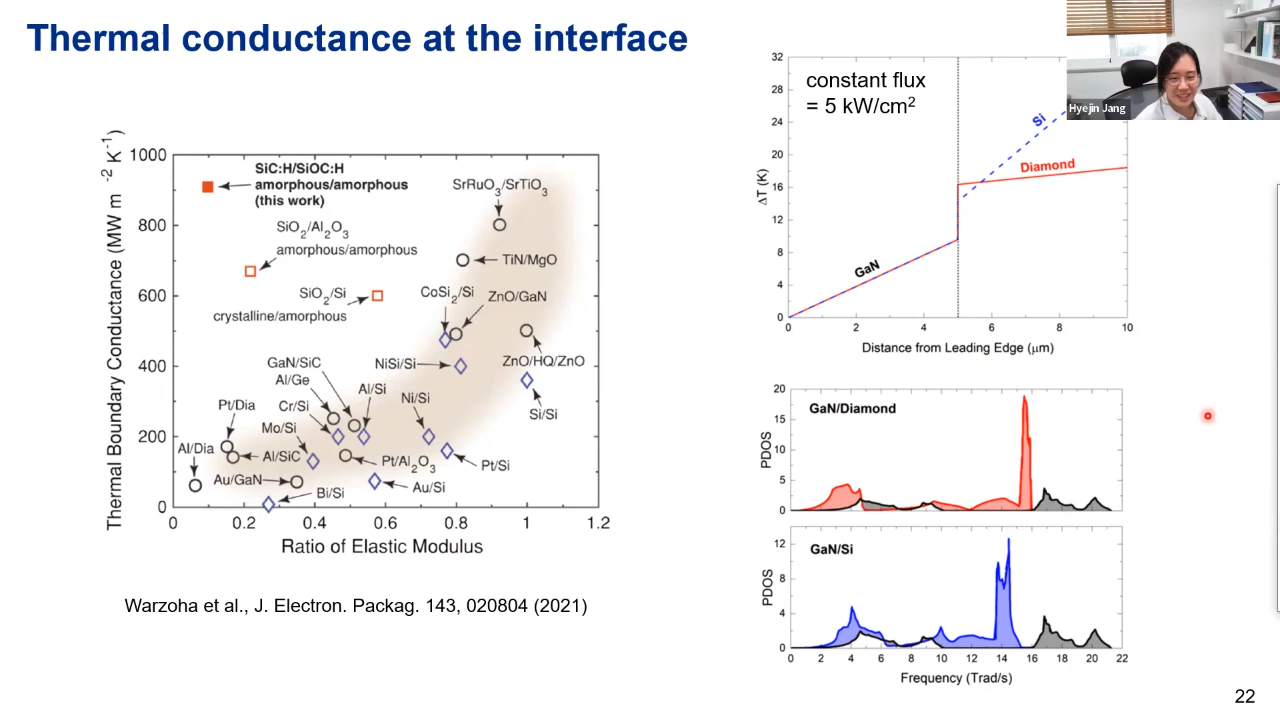 Thermal conductance at the interface
Thermal Boundary Conductance (MW m⁻² K⁻¹)
1000
800
600
400
200
0
0
0.2
0.4
0.6
0.8
1
1.2
Ratio of Elastic Modulus
SiC:H/SiOC:H
amorphous/amorphous
(this work)
SrRuO₃/SrTiO₃
SiO₂/Al₂O₃
amorphous/amorphous
TiN/MgO
SiO₂/Si
crystalline/amorphous
CoSi₂/Si
ZnO/GaN
GaN/SiC
NiSi/Si
ZnO/HQ/ZnO
Al/Ge
Al/Si
Pt/Dia
Cr/Si
Ni/Si
Si/Si
Mo/Si
Al/Dia
Al/SiC
Pt/Al₂O₃
Pt/Si
Au/GaN
Bi/Si
Au/Si
Warzoha et al., J. Electron. Packag. 143, 020804 (2021)
constant flux
= 5 kW/cm²
ΔT (K)
32
28
24
20
16
12
8
4
0
Si
Diamond
GaN
0
2
4
6
8
10
Distance from Leading Edge (μm)
Hyejin Jang
GaN/Diamond
PDOS
20
15
10
5
0
GaN/Si
PDOS
12
8
4
0
0
2
4
6
8
10
12
14
16
18
20
22
Frequency (Trad/s)
22